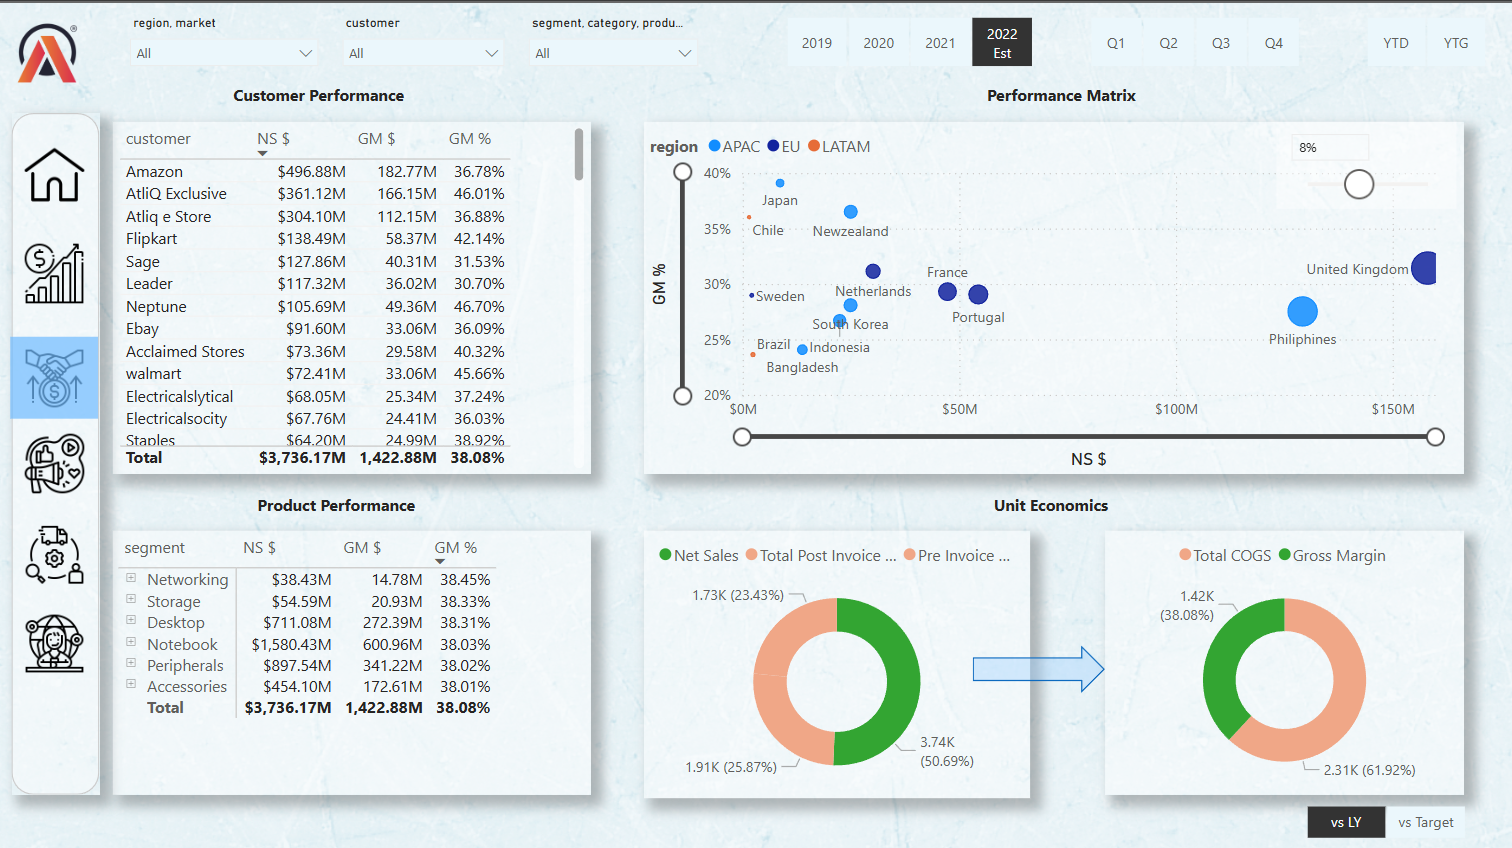 region, market
customer
segment, category, produ...
All
All
All
2019
2020
2021
2022
Est
Q1
Q2
Q3
Q4
YTD
YTG
®
Customer Performance
customer NS $ GM $ GM %
Amazon $496.88M 182.77M 36.78%
AtliQ Exclusive $361.12M 166.15M 46.01%
Atliq e Store $304.10M 112.15M 36.88%
Flipkart $138.49M 58.37M 42.14%
Sage $127.86M 40.31M 31.53%
Leader $117.32M 36.02M 30.70%
Neptune $105.69M 49.36M 46.70%
Ebay $91.60M 33.06M 36.09%
Acclaimed Stores $73.36M 29.58M 40.32%
walmart $72.41M 33.06M 45.66%
Electricalslytical $68.05M 25.34M 37.24%
Electricalsocity $67.76M 24.41M 36.03%
Staples $64.20M 24.99M 38.92%
Total $3,736.17M 1,422.88M 38.08%
Performance Matrix
region APAC EU LATAM
8%
GM %
40%
35%
30%
25%
20%
Japan
Chile
Newzealand
Sweden
Netherlands
France
Portugal
South Korea
Brazil
Indonesia
Bangladesh
United Kingdom
Philiphines
$0M
$50M
$100M
$150M
NS $
Product Performance
segment NS $ GM $ GM %
Networking $38.43M 14.78M 38.45%
Storage $54.59M 20.93M 38.33%
Desktop $711.08M 272.39M 38.31%
Notebook $1,580.43M 600.96M 38.03%
Peripherals $897.54M 341.22M 38.02%
Accessories $454.10M 172.61M 38.01%
Total $3,736.17M 1,422.88M 38.08%
Unit Economics
Net Sales Total Post Invoice ... Pre Invoice ...
1.73K (23.43%)
3.74K
(50.69%)
1.91K (25.87%)
Total COGS Gross Margin
1.42K
(38.08%)
2.31K (61.92%)
vs LY
vs Target